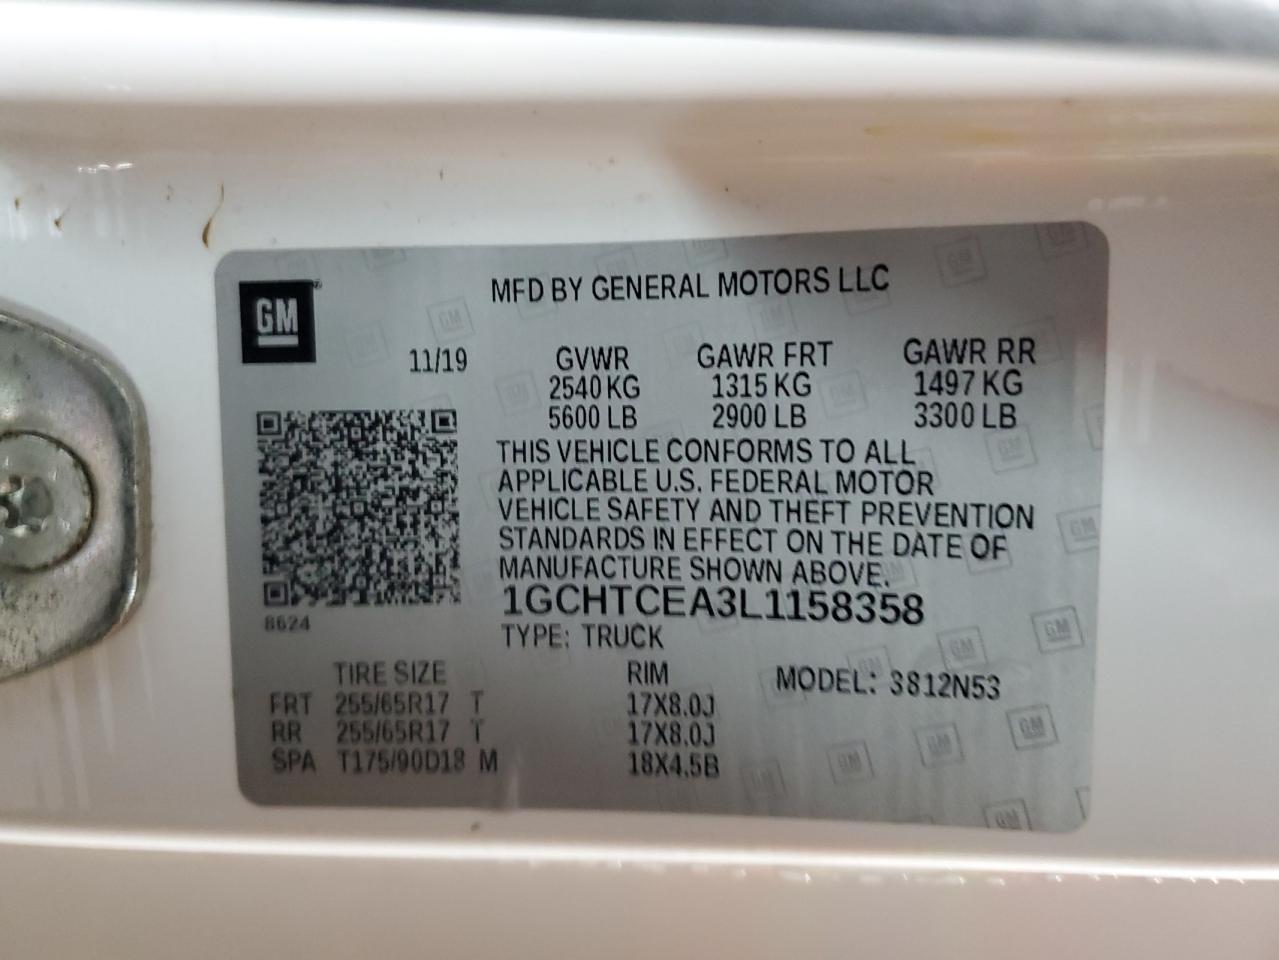 MFD BY GENERAL MOTORS LLC
GM
11/19 GVWR GAWR FRT GAWR RR
2540 KG 1315 KG 1497 KG
5600 LB 2900 LB 3300 LB
THIS VEHICLE CONFORMS TO ALL
APPLICABLE U.S. FEDERAL MOTOR
VEHICLE SAFETY AND THEFT PREVENTION
STANDARDS IN EFFECT ON THE DATE OF
MANUFACTURE SHOWN ABOVE.
1GCHTCEA3L1158358
8624
TYPE: TRUCK
TIRE SIZE RIM MODEL: 3812N53
FRT 255/65R17 T 17X8.0J
RR 255/65R17 T 17X8.0J
SPA T175/90D18 M 18X4.5B